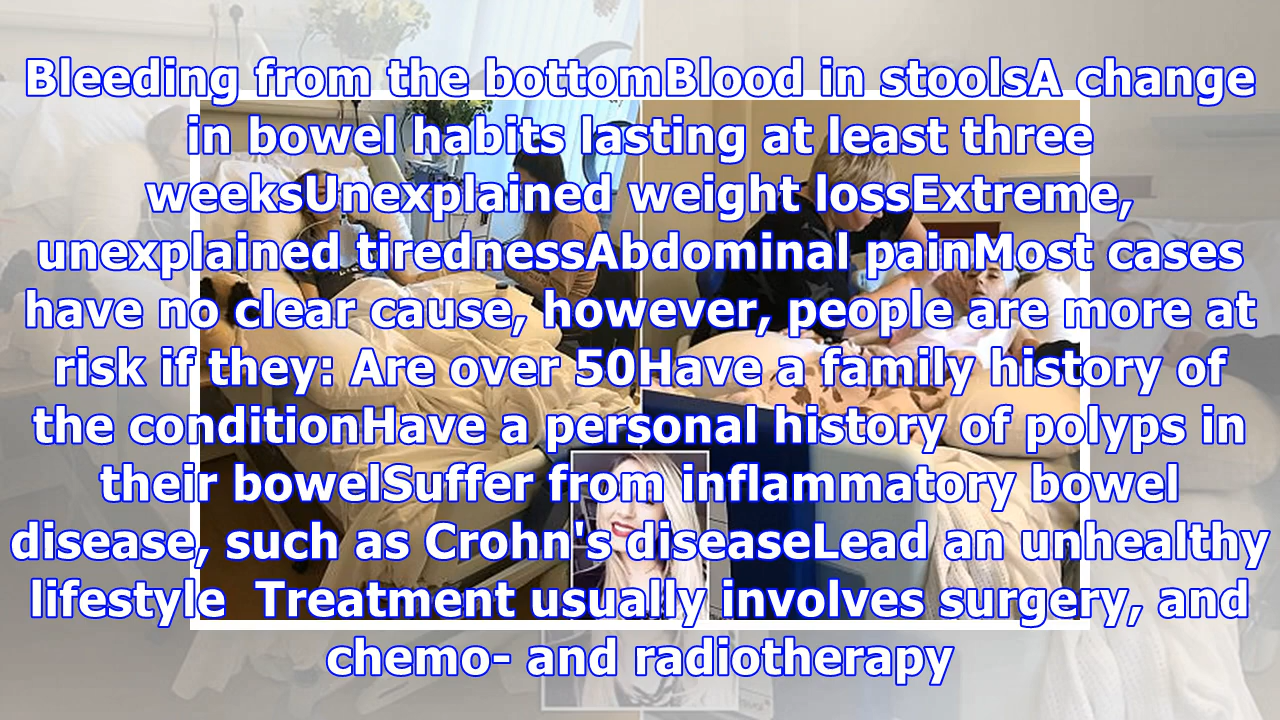 Bleeding from the bottomBlood in stoolsA change
in bowel habits lasting at least three
weeksUnexplained weight lossExtreme,
unexplained tirednessAbdominal painMost cases
have no clear cause, however, people are more at
risk if they: Are over 50Have a family history of
the conditionHave a personal history of polyps in
their bowelSuffer from inflammatory bowel
disease, such as Crohn's diseaseLead an unhealthy
lifestyle  Treatment usually involves surgery, and
chemo- and radiotherapy